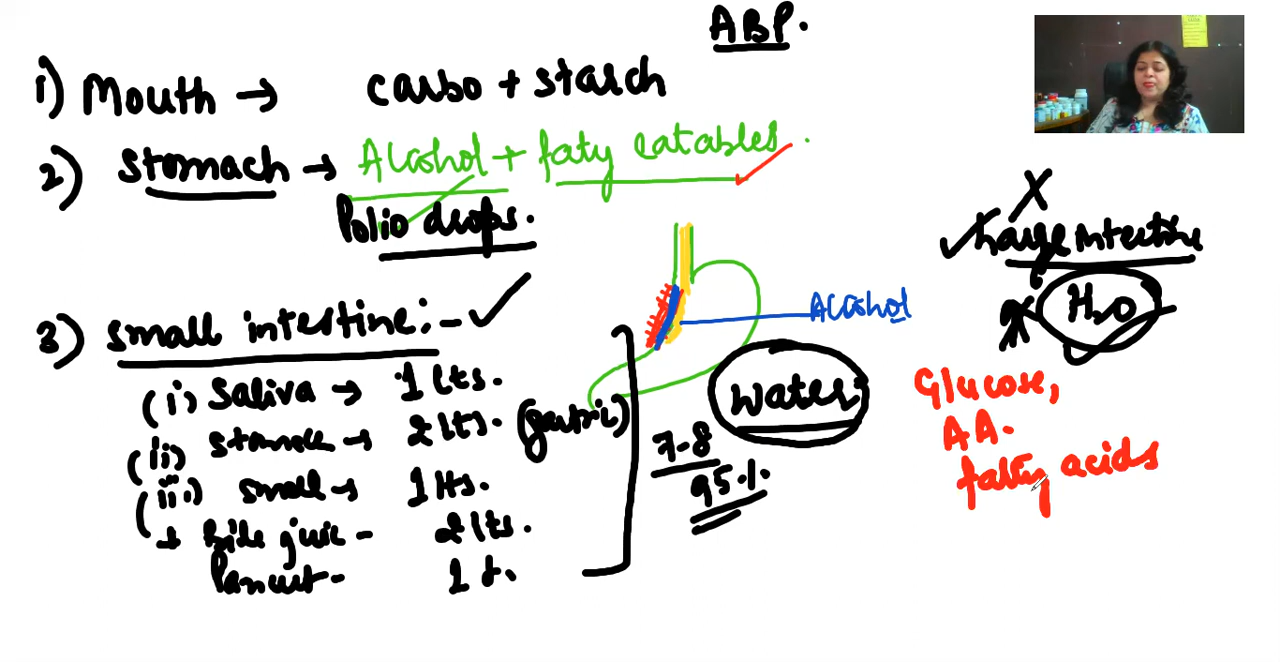 ABP.
1) Mouth → carbo + starch
2) Stomach → Alcohol + faty eatables.
Polio drops.
Large Intestine
H2O
3) small intestine:-
Alcohol
(i) Saliva → 1 lts.
(ii) stomach → 2 lts. (gastric)
(iii) small → 1 lts.
+ bile juic - 2 lts.
1 t.
Water
7-8
95%.
Glucose,
AA.
fatty acids